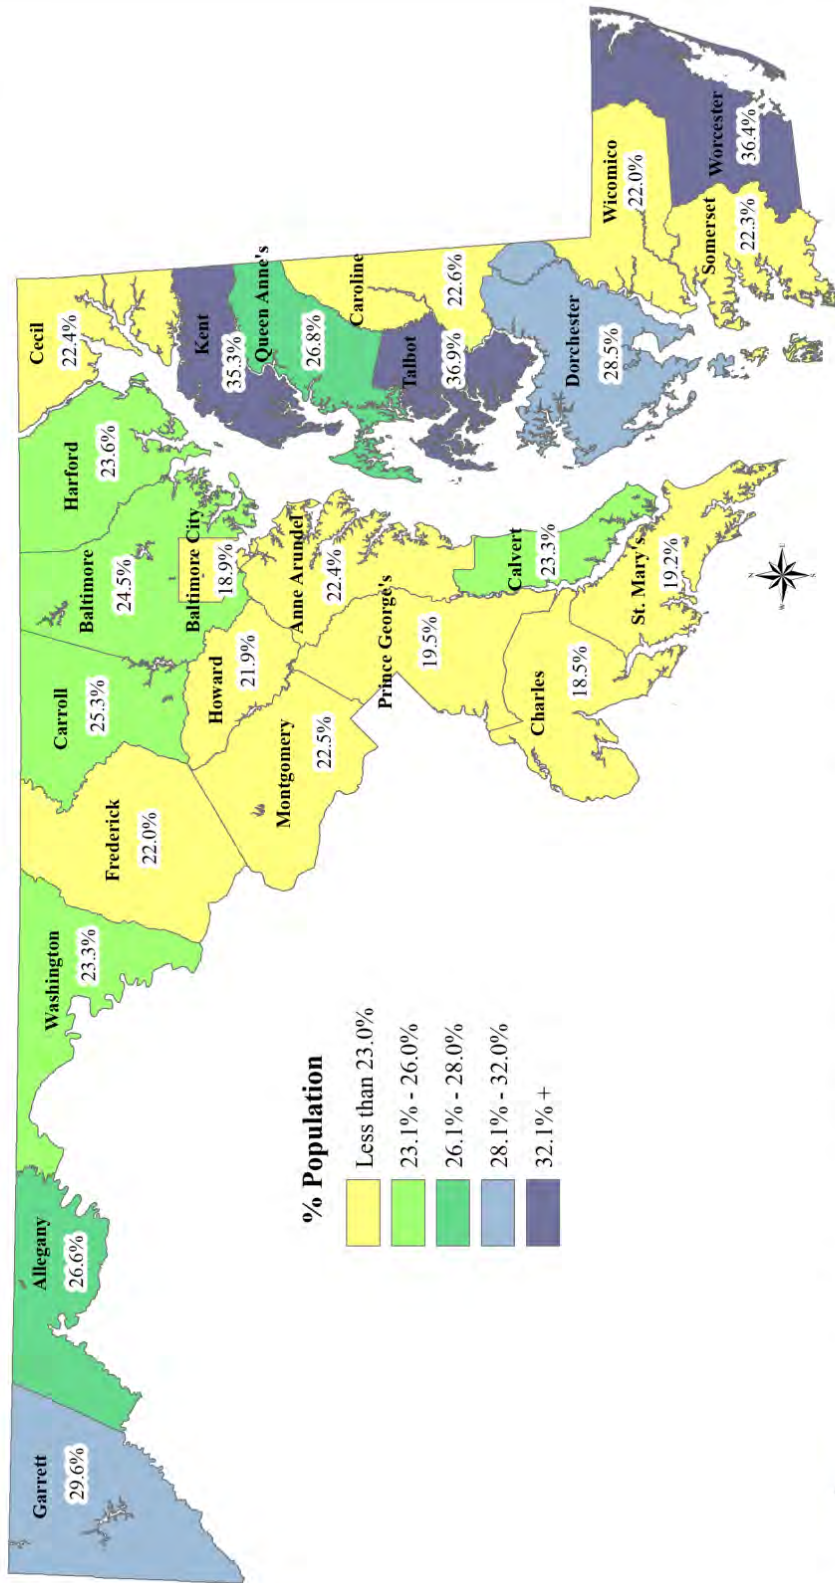 Garrett
29.6%
Allegany
26.6%
Washington
23.3%
Frederick
22.0%
Carroll
25.3%
Baltimore
24.5%
Harford
23.6%
Cecil
22.4%
Baltimore City
18.9%
Howard
21.9%
Montgomery
22.5%
Anne Arundel
22.4%
Prince George's
19.5%
Kent
35.3%
Queen Anne's
26.8%
Caroline
22.6%
Talbot
36.9%
Calvert
23.3%
Charles
18.5%
St. Mary's
19.2%
Dorchester
28.5%
Wicomico
22.0%
Somerset
22.3%
Worcester
36.4%
% Population
Less than 23.0%
23.1% - 26.0%
26.1% - 28.0%
28.1% - 32.0%
32.1% +
N
W
E
S